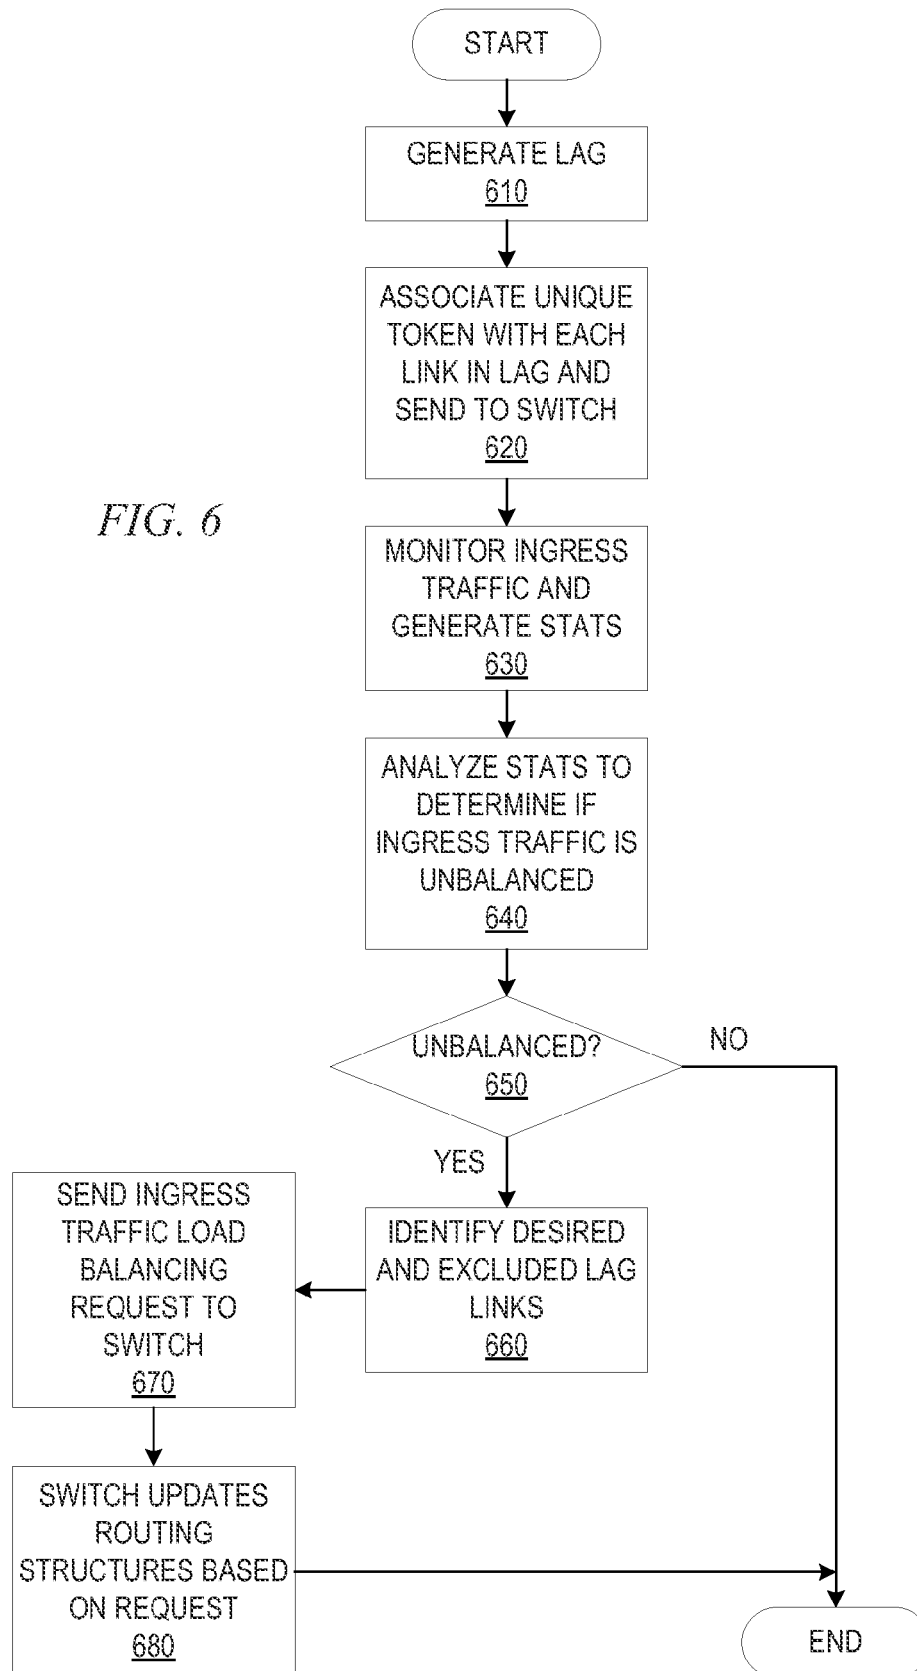 START
GENERATE LAG
610
ASSOCIATE UNIQUE
TOKEN WITH EACH
LINK IN LAG AND
SEND TO SWITCH
620
FIG. 6
MONITOR INGRESS
TRAFFIC AND
GENERATE STATS
630
ANALYZE STATS TO
DETERMINE IF
INGRESS TRAFFIC IS
UNBALANCED
640
UNBALANCED?
650
NO
YES
IDENTIFY DESIRED
AND EXCLUDED LAG
LINKS
660
SEND INGRESS
TRAFFIC LOAD
BALANCING
REQUEST TO
SWITCH
670
SWITCH UPDATES
ROUTING
STRUCTURES BASED
ON REQUEST
680
END